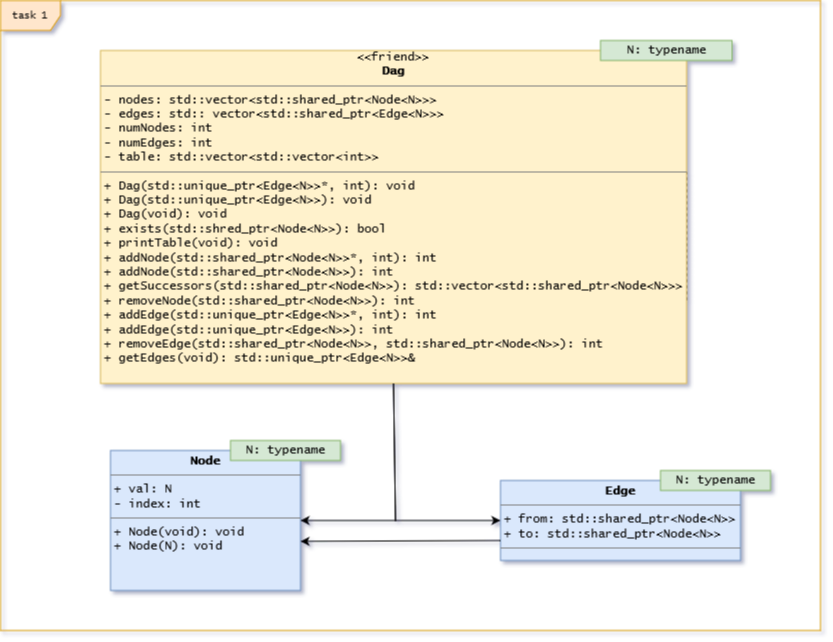 task 1
N: typename
<<friend>>
Dag
- nodes: std::vector<std::shared_ptr<Node<N>>>
- edges: std:: vector<std::shared_ptr<Edge<N>>>
- numNodes: int
- numEdges: int
- table: std::vector<std::vector<int>>
+ Dag(std::unique_ptr<Edge<N>>*, int): void
+ Dag(std::unique_ptr<Edge<N>>): void
+ Dag(void): void
+ exists(std::shred_ptr<Node<N>>): bool
+ printTable(void): void
+ addNode(std::shared_ptr<Node<N>>*, int): int
+ addNode(std::shared_ptr<Node<N>>): int
+ getSuccessors(std::shared_ptr<Node<N>>): std::vector<std::shared_ptr<Node<N>>>
+ removeNode(std::shared_ptr<Node<N>>): int
+ addEdge(std::unique_ptr<Edge<N>>*, int): int
+ addEdge(std::unique_ptr<Edge<N>>): int
+ removeEdge(std::shared_ptr<Node<N>>, std::shared_ptr<Node<N>>): int
+ getEdges(void): std::unique_ptr<Edge<N>>&
N: typename
Node
+ val: N
- index: int
+ Node(void): void
+ Node(N): void
N: typename
Edge
+ from: std::shared_ptr<Node<N>>
+ to: std::shared_ptr<Node<N>>